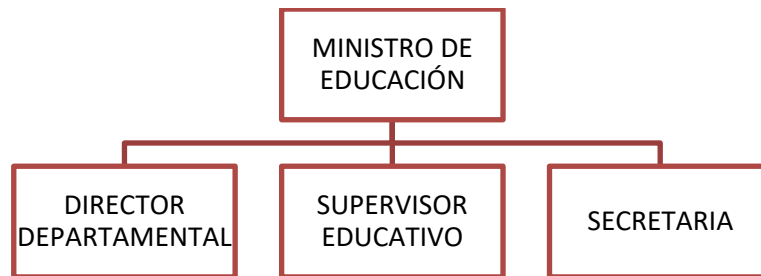 MINISTRO DE
EDUCACIÓN
DIRECTOR
DEPARTAMENTAL
SUPERVISOR
EDUCATIVO
SECRETARIA